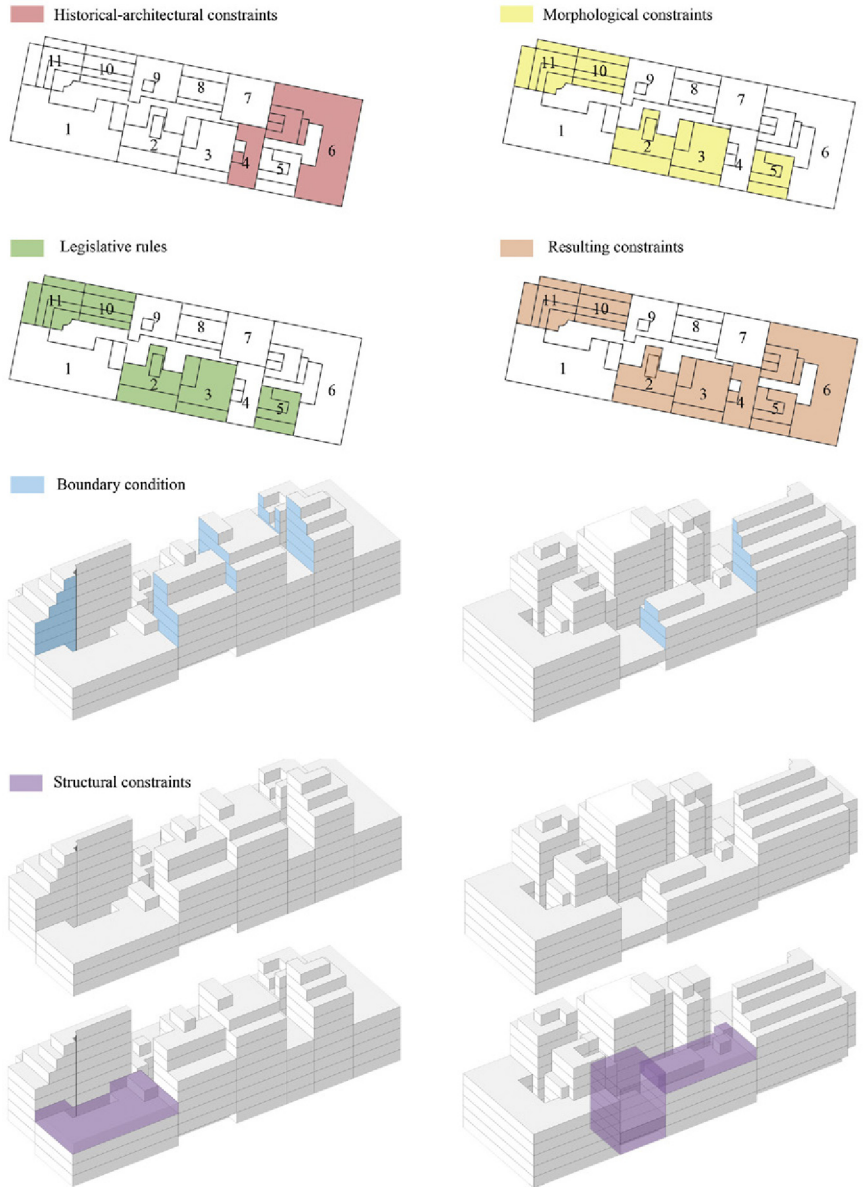 Historical-architectural constraints
11 10 9 8 7 1 2 3 4 5 6
Morphological constraints
11 10 9 8 7 1 2 3 4 5 6
Legislative rules
11 10 9 8 7 1 2 3 4 5 6
Resulting constraints
11 10 9 8 7 1 2 3 4 5 6
Boundary condition
Structural constraints